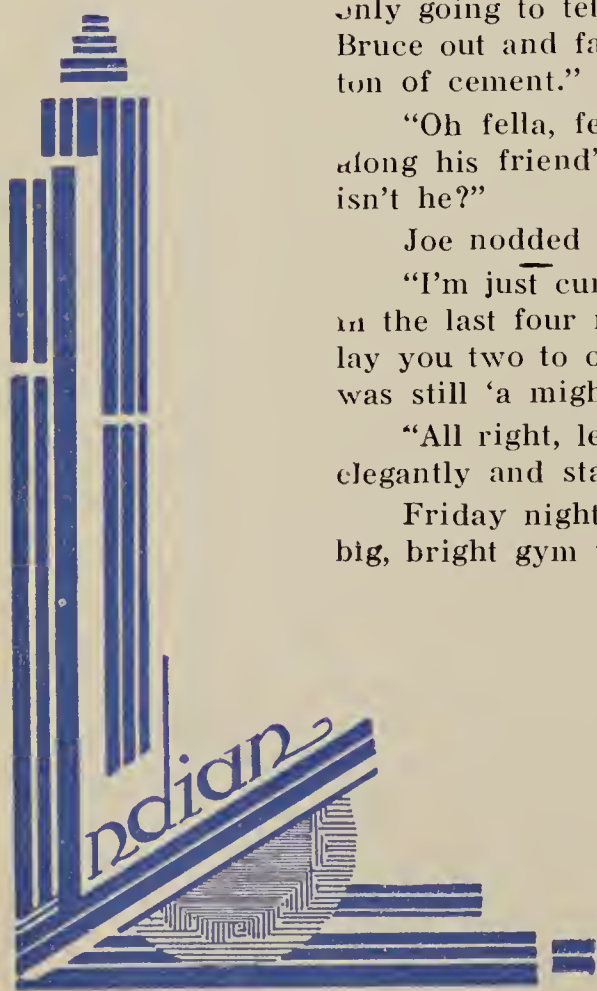 only going to tel
Bruce out and fa
ton of cement."
"Oh fella, fe
along his friend'
isn't he?"
Joe nodded
"I'm just cu
in the last four
lay you two to
was still 'a migh
"All right, le
elegantly and sta
Friday night
big, bright gym
ndian